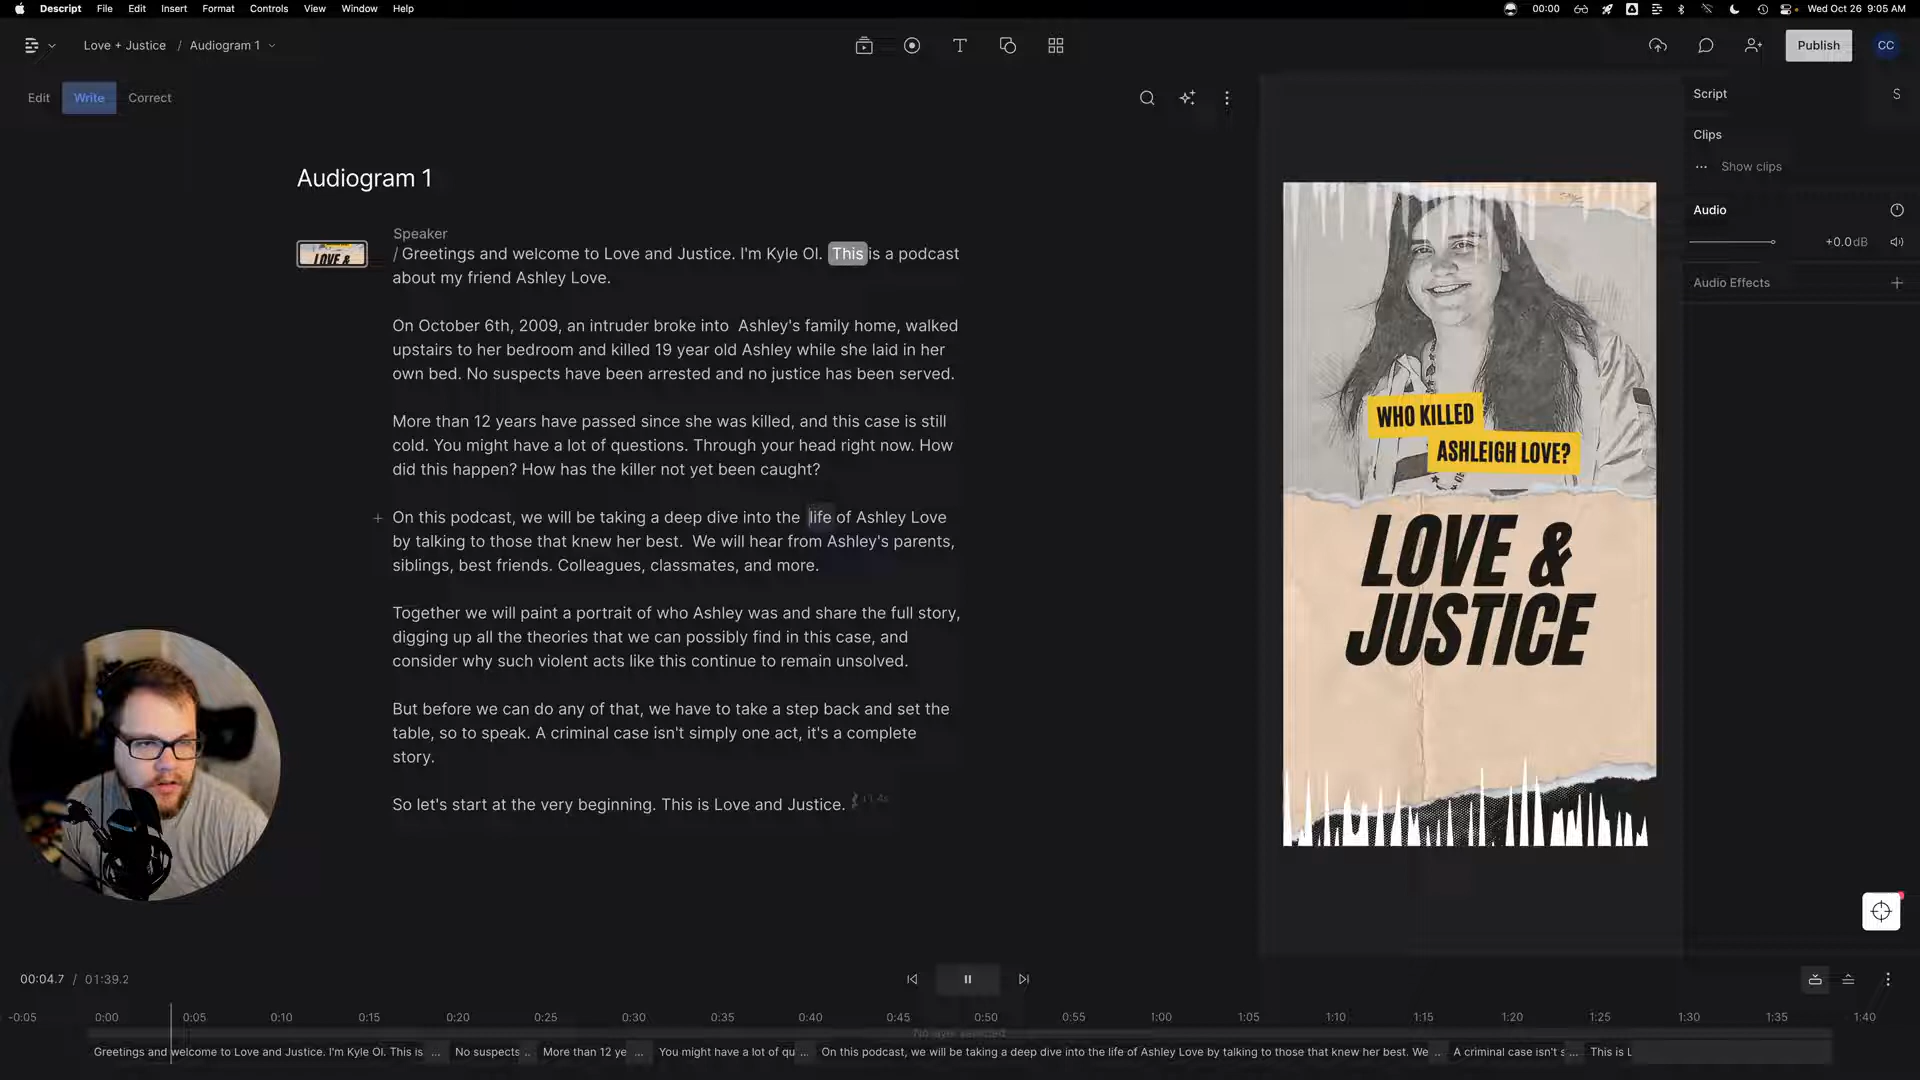 Descript File Edit Insert Format Controls View Window Help 00:00 Wed Oct 26 9:05 AM
Love + Justice / Audiogram 1 Publish CC
Edit Write Correct
Script S
Clips
Show clips
Audio
+0.0dB
Audio Effects
Audiogram 1
Speaker
/ Greetings and welcome to Love and Justice. I'm Kyle Ol. This is a podcast
about my friend Ashley Love.
On October 6th, 2009, an intruder broke into Ashley's family home, walked
upstairs to her bedroom and killed 19 year old Ashley while she laid in her
own bed. No suspects have been arrested and no justice has been served.
More than 12 years have passed since she was killed, and this case is still
cold. You might have a lot of questions. Through your head right now. How
did this happen? How has the killer not yet been caught?
On this podcast, we will be taking a deep dive into the life of Ashley Love
by talking to those that knew her best. We will hear from Ashley's parents,
siblings, best friends. Colleagues, classmates, and more.
Together we will paint a portrait of who Ashley was and share the full story,
digging up all the theories that we can possibly find in this case, and
consider why such violent acts like this continue to remain unsolved.
But before we can do any of that, we have to take a step back and set the
table, so to speak. A criminal case isn't simply one act, it's a complete
story.
So let's start at the very beginning. This is Love and Justice.
LOVE &
WHO KILLED
ASHLEIGH LOVE?
LOVE &
JUSTICE
00:04.7 / 01:39.2
-0:05 0:00 0:05 0:10 0:15 0:20 0:25 0:30 0:35 0:40 0:45 0:50 0:55 1:00 1:05 1:10 1:15 1:20 1:25 1:30 1:35 1:40
No layer selected
Greetings and welcome to Love and Justice. I'm Kyle Ol. This is ... No suspects .. More than 12 ye ... You might have a lot of qu ... On this podcast, we will be taking a deep dive into the life of Ashley Love by talking to those that knew her best. We .. A criminal case isn't s ... This is L